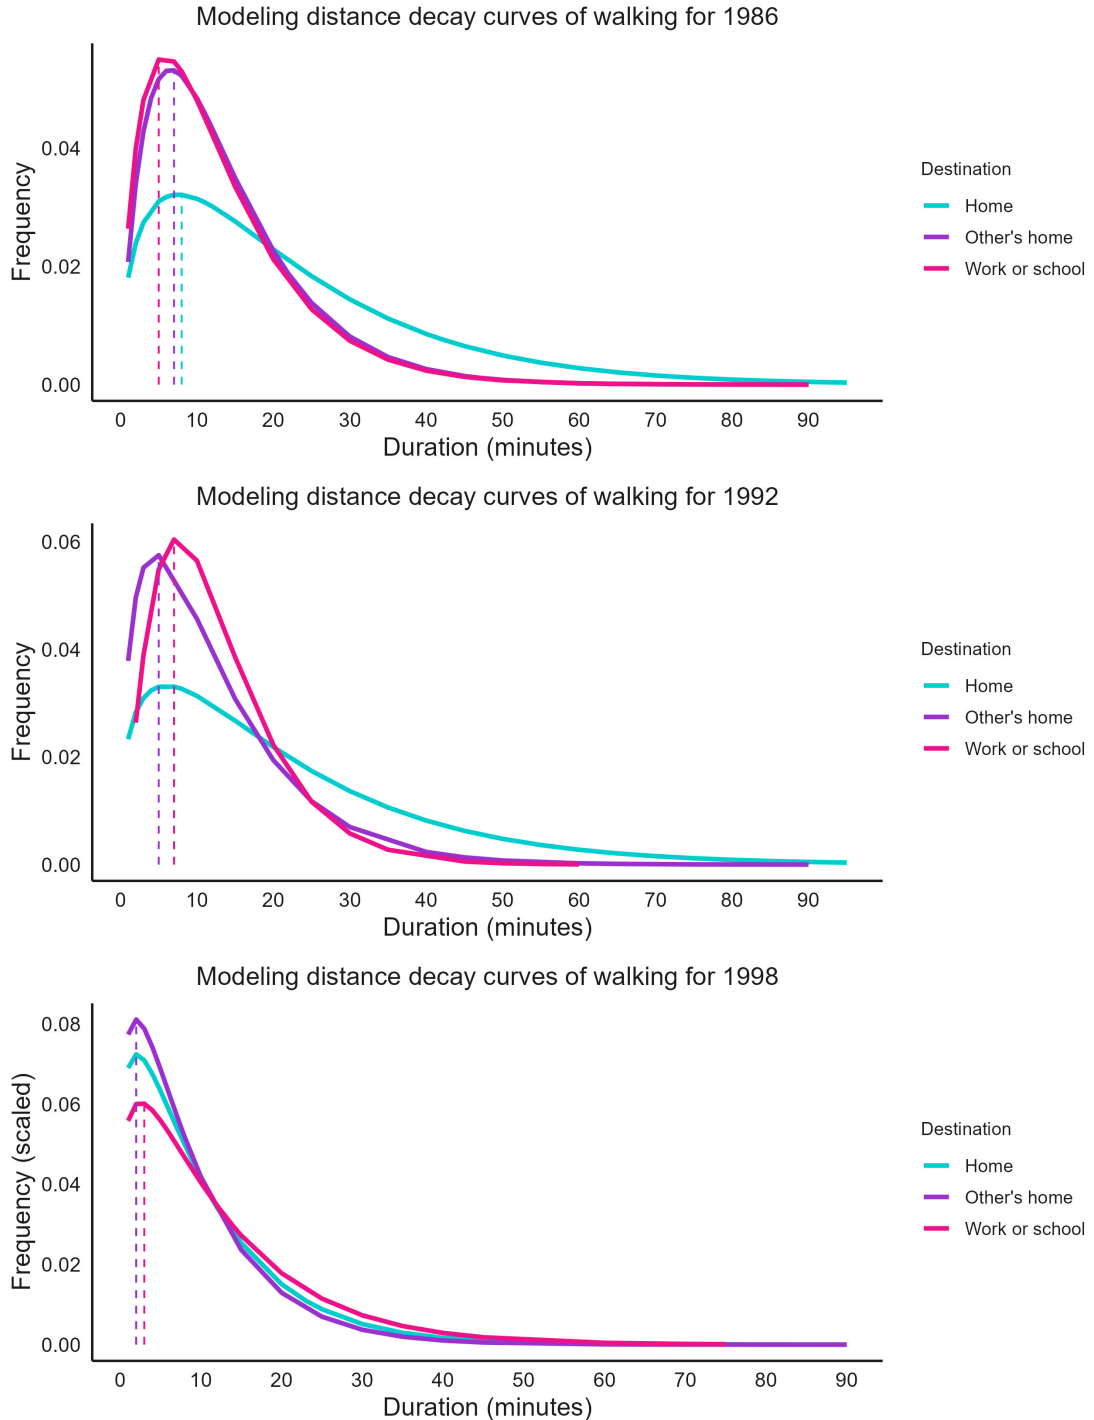 Modeling distance decay curves of walking for 1986
Frequency
0.04
0.02
0.00
0 10 20 30 40 50 60 70 80 90
Duration (minutes)
Destination
Home
Other's home
Work or school
Modeling distance decay curves of walking for 1992
Frequency
0.06
0.04
0.02
0.00
0 10 20 30 40 50 60 70 80 90
Duration (minutes)
Destination
Home
Other's home
Work or school
Modeling distance decay curves of walking for 1998
Frequency (scaled)
0.08
0.06
0.04
0.02
0.00
0 10 20 30 40 50 60 70 80 90
Duration (minutes)
Destination
Home
Other's home
Work or school